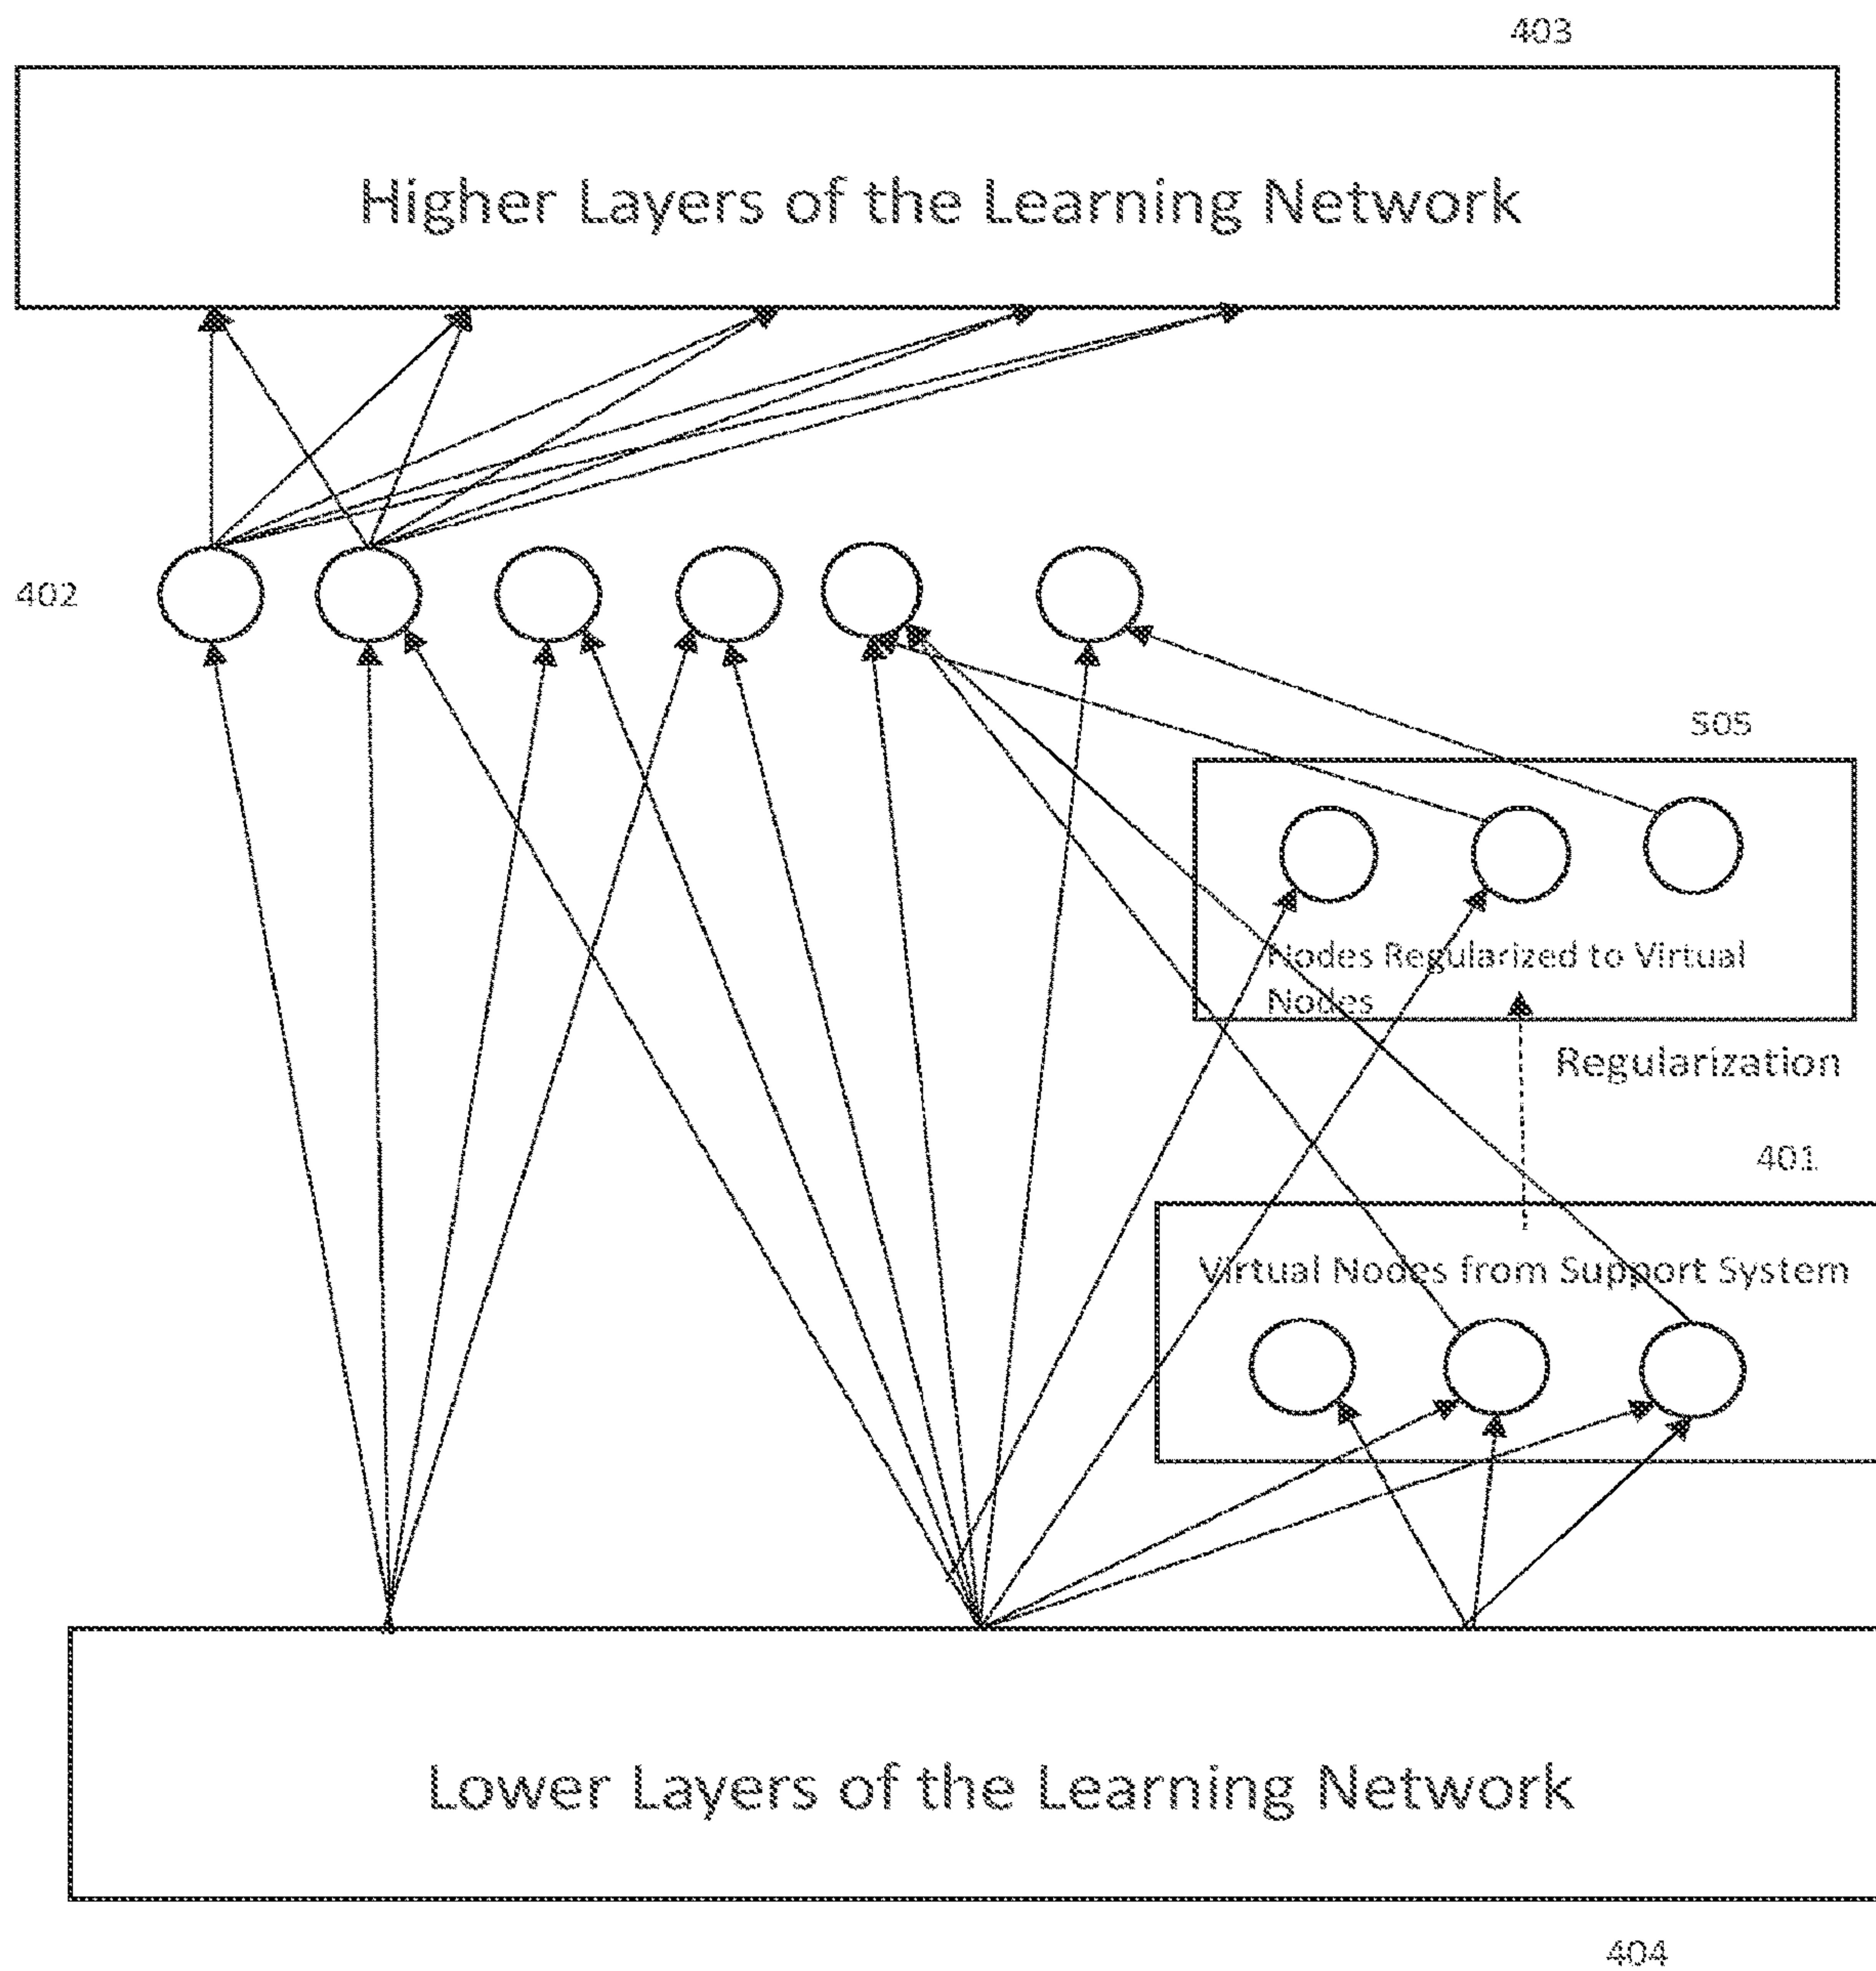 403
Higher Layers of the Learning Network
402
505
Nodes Regularized to Virtual
Nodes
Regularization
401
Virtual Nodes from Support System
Lower Layers of the Learning Network
404